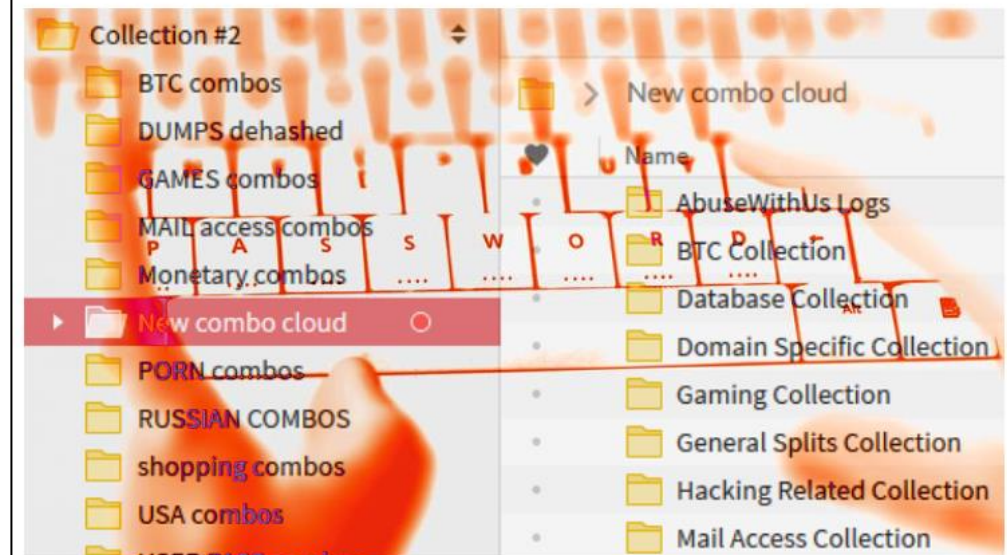 Collection #2
BTC combos
DUMPS dehashed
GAMES combos
MAIL access combos
Monetary combos
New combo cloud
PORN combos
RUSSIAN COMBOS
shopping combos
USA combos
New combo cloud
Name
AbuseWithUs Logs
BTC Collection
Database Collection
Domain Specific Collection
Gaming Collection
General Splits Collection
Hacking Related Collection
Mail Access Collection
P A S S W O R D
Alt